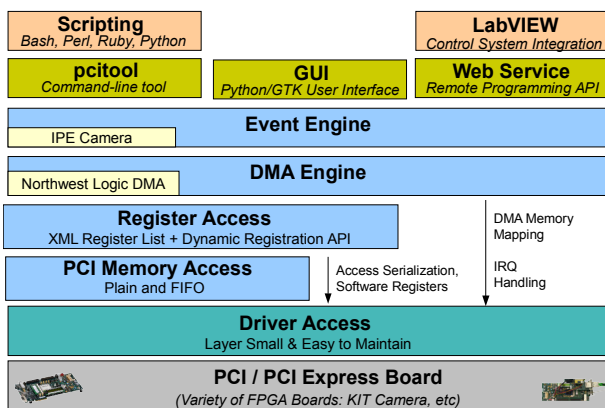 Scripting
Bash, Perl, Ruby, Python
LabVIEW
Control System Integration
pcitool
Command-line tool
GUI
Python/GTK User Interface
Web Service
Remote Programming API
Event Engine
IPE Camera
DMA Engine
Northwest Logic DMA
Register Access
XML Register List + Dynamic Registration API
DMA Memory
Mapping
PCI Memory Access
Plain and FIFO
Access Serialization,
Software Registers
IRQ
Handling
Driver Access
Layer Small & Easy to Maintain
PCI / PCI Express Board
(Variety of FPGA Boards: KIT Camera, etc)